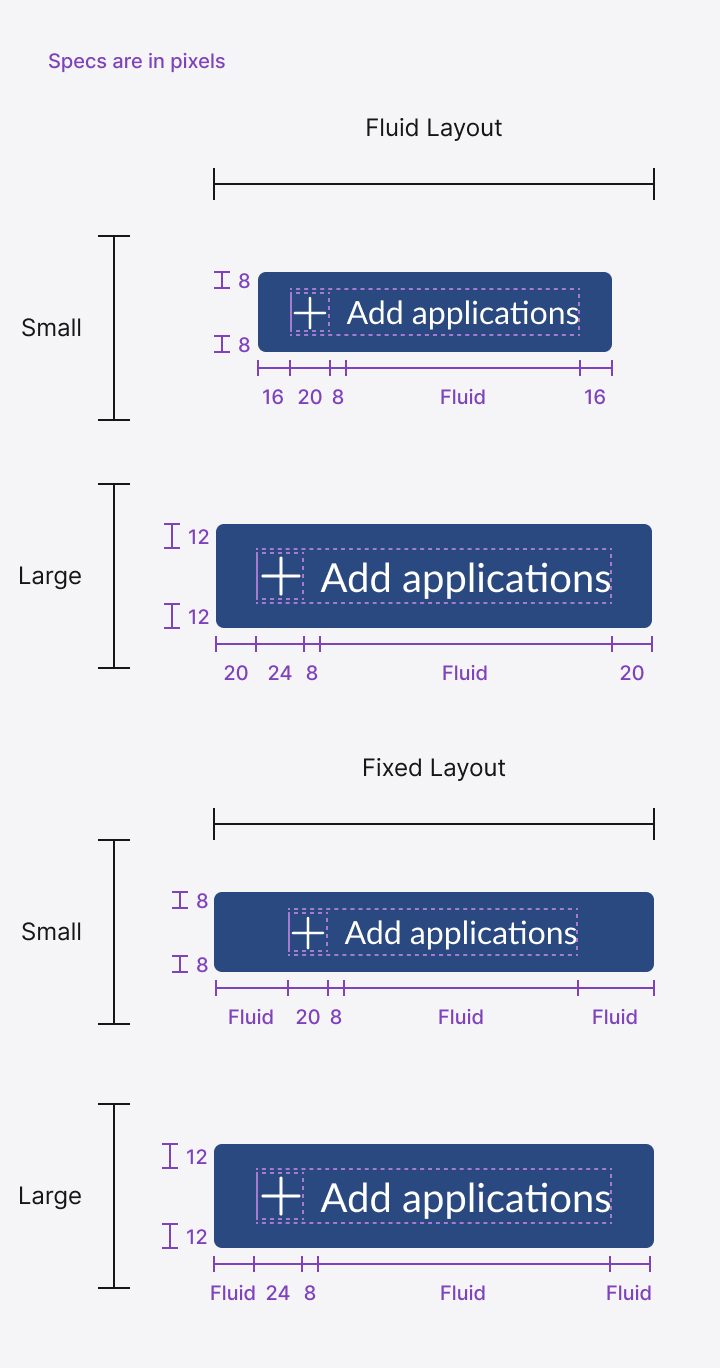 Specs are in pixels
Fluid Layout
Small
8
Add applications
8
16 20 8 Fluid 16
Large
12
Add applications
12
20 24 8 Fluid 20
Fixed Layout
Small
8
Add applications
8
Fluid 20 8 Fluid Fluid
Large
12
Add applications
12
Fluid 24 8 Fluid Fluid